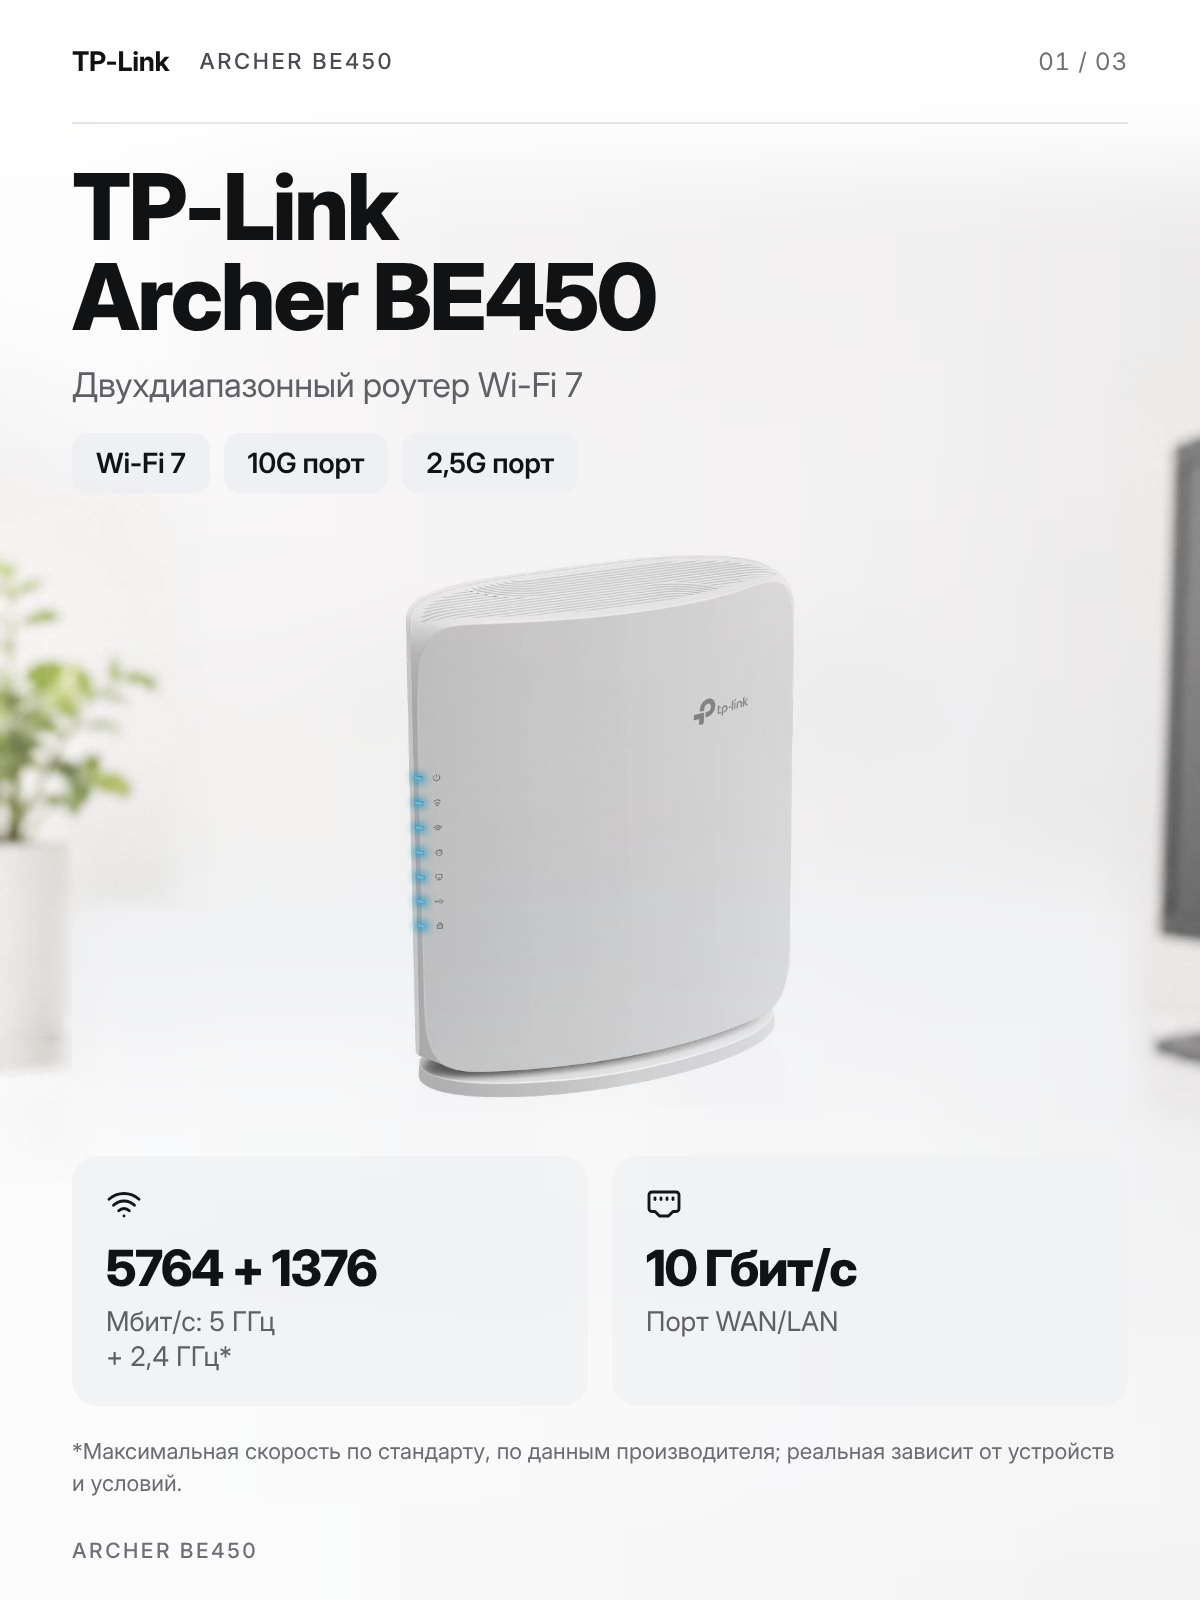 TP-Link ARCHER BE450 01 / 03
TP-Link
Archer BE450
Двухдиапазонный роутер Wi-Fi 7
Wi-Fi 7 10G порт 2,5G порт
tp-link
5764 + 1376
Мбит/с: 5 ГГц
+ 2,4 ГГц*
10 Гбит/с
Порт WAN/LAN
*Максимальная скорость по стандарту, по данным производителя; реальная зависит от устройств
и условий.
ARCHER BE450